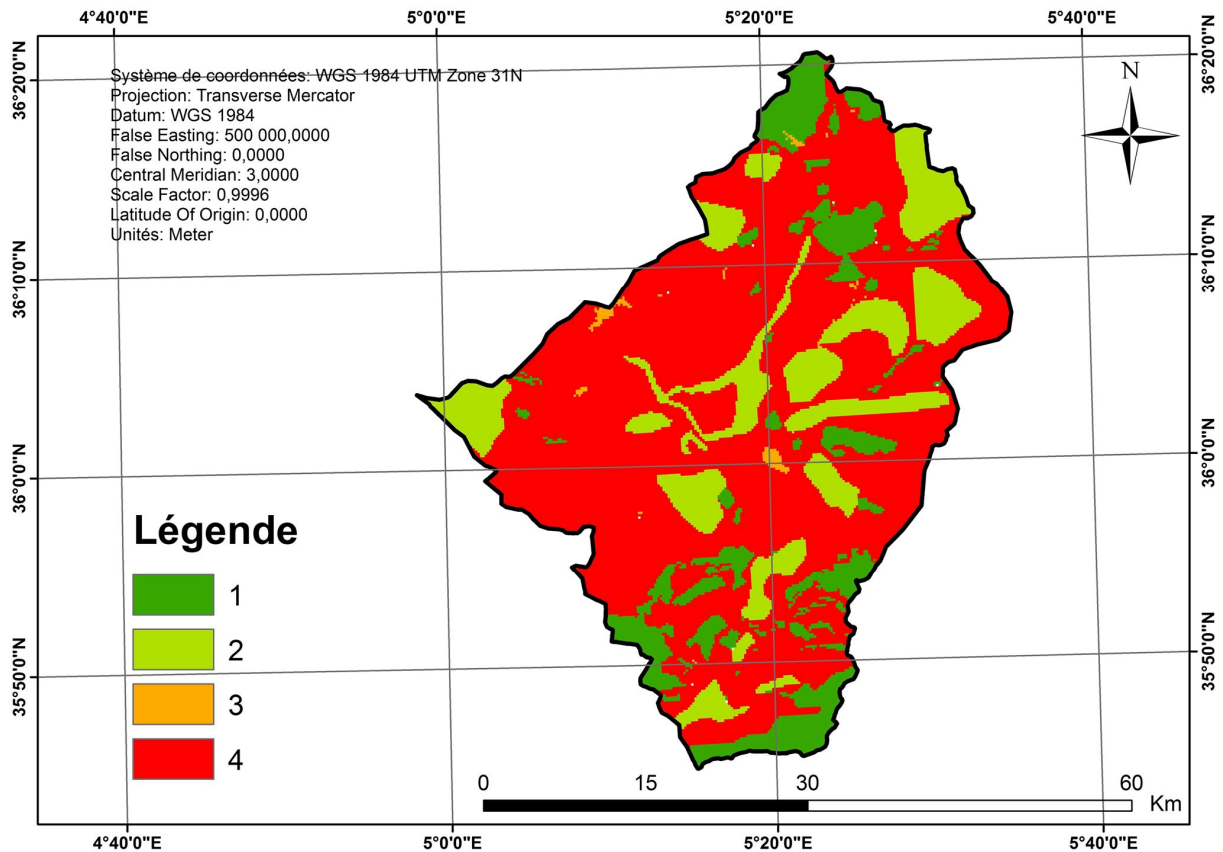 4°40'0"E 5°0'0"E 5°20'0"E 5°40'0"E
36°20'0"N 36°20'0"N
Système de coordonnées: WGS 1984 UTM Zone 31N
Projection: Transverse Mercator
Datum: WGS 1984
False Easting: 500 000,0000
False Northing: 0,0000
Central Meridian: 3,0000
Scale Factor: 0,9996
Latitude Of Origin: 0,0000
Unités: Meter
N
36°10'0"N 36°10'0"N
36°0'0"N 36°0'0"N
Légende
1
2
3
4
35°50'0"N 35°50'0"N
0 15 30 60
Km
4°40'0"E 5°0'0"E 5°20'0"E 5°40'0"E